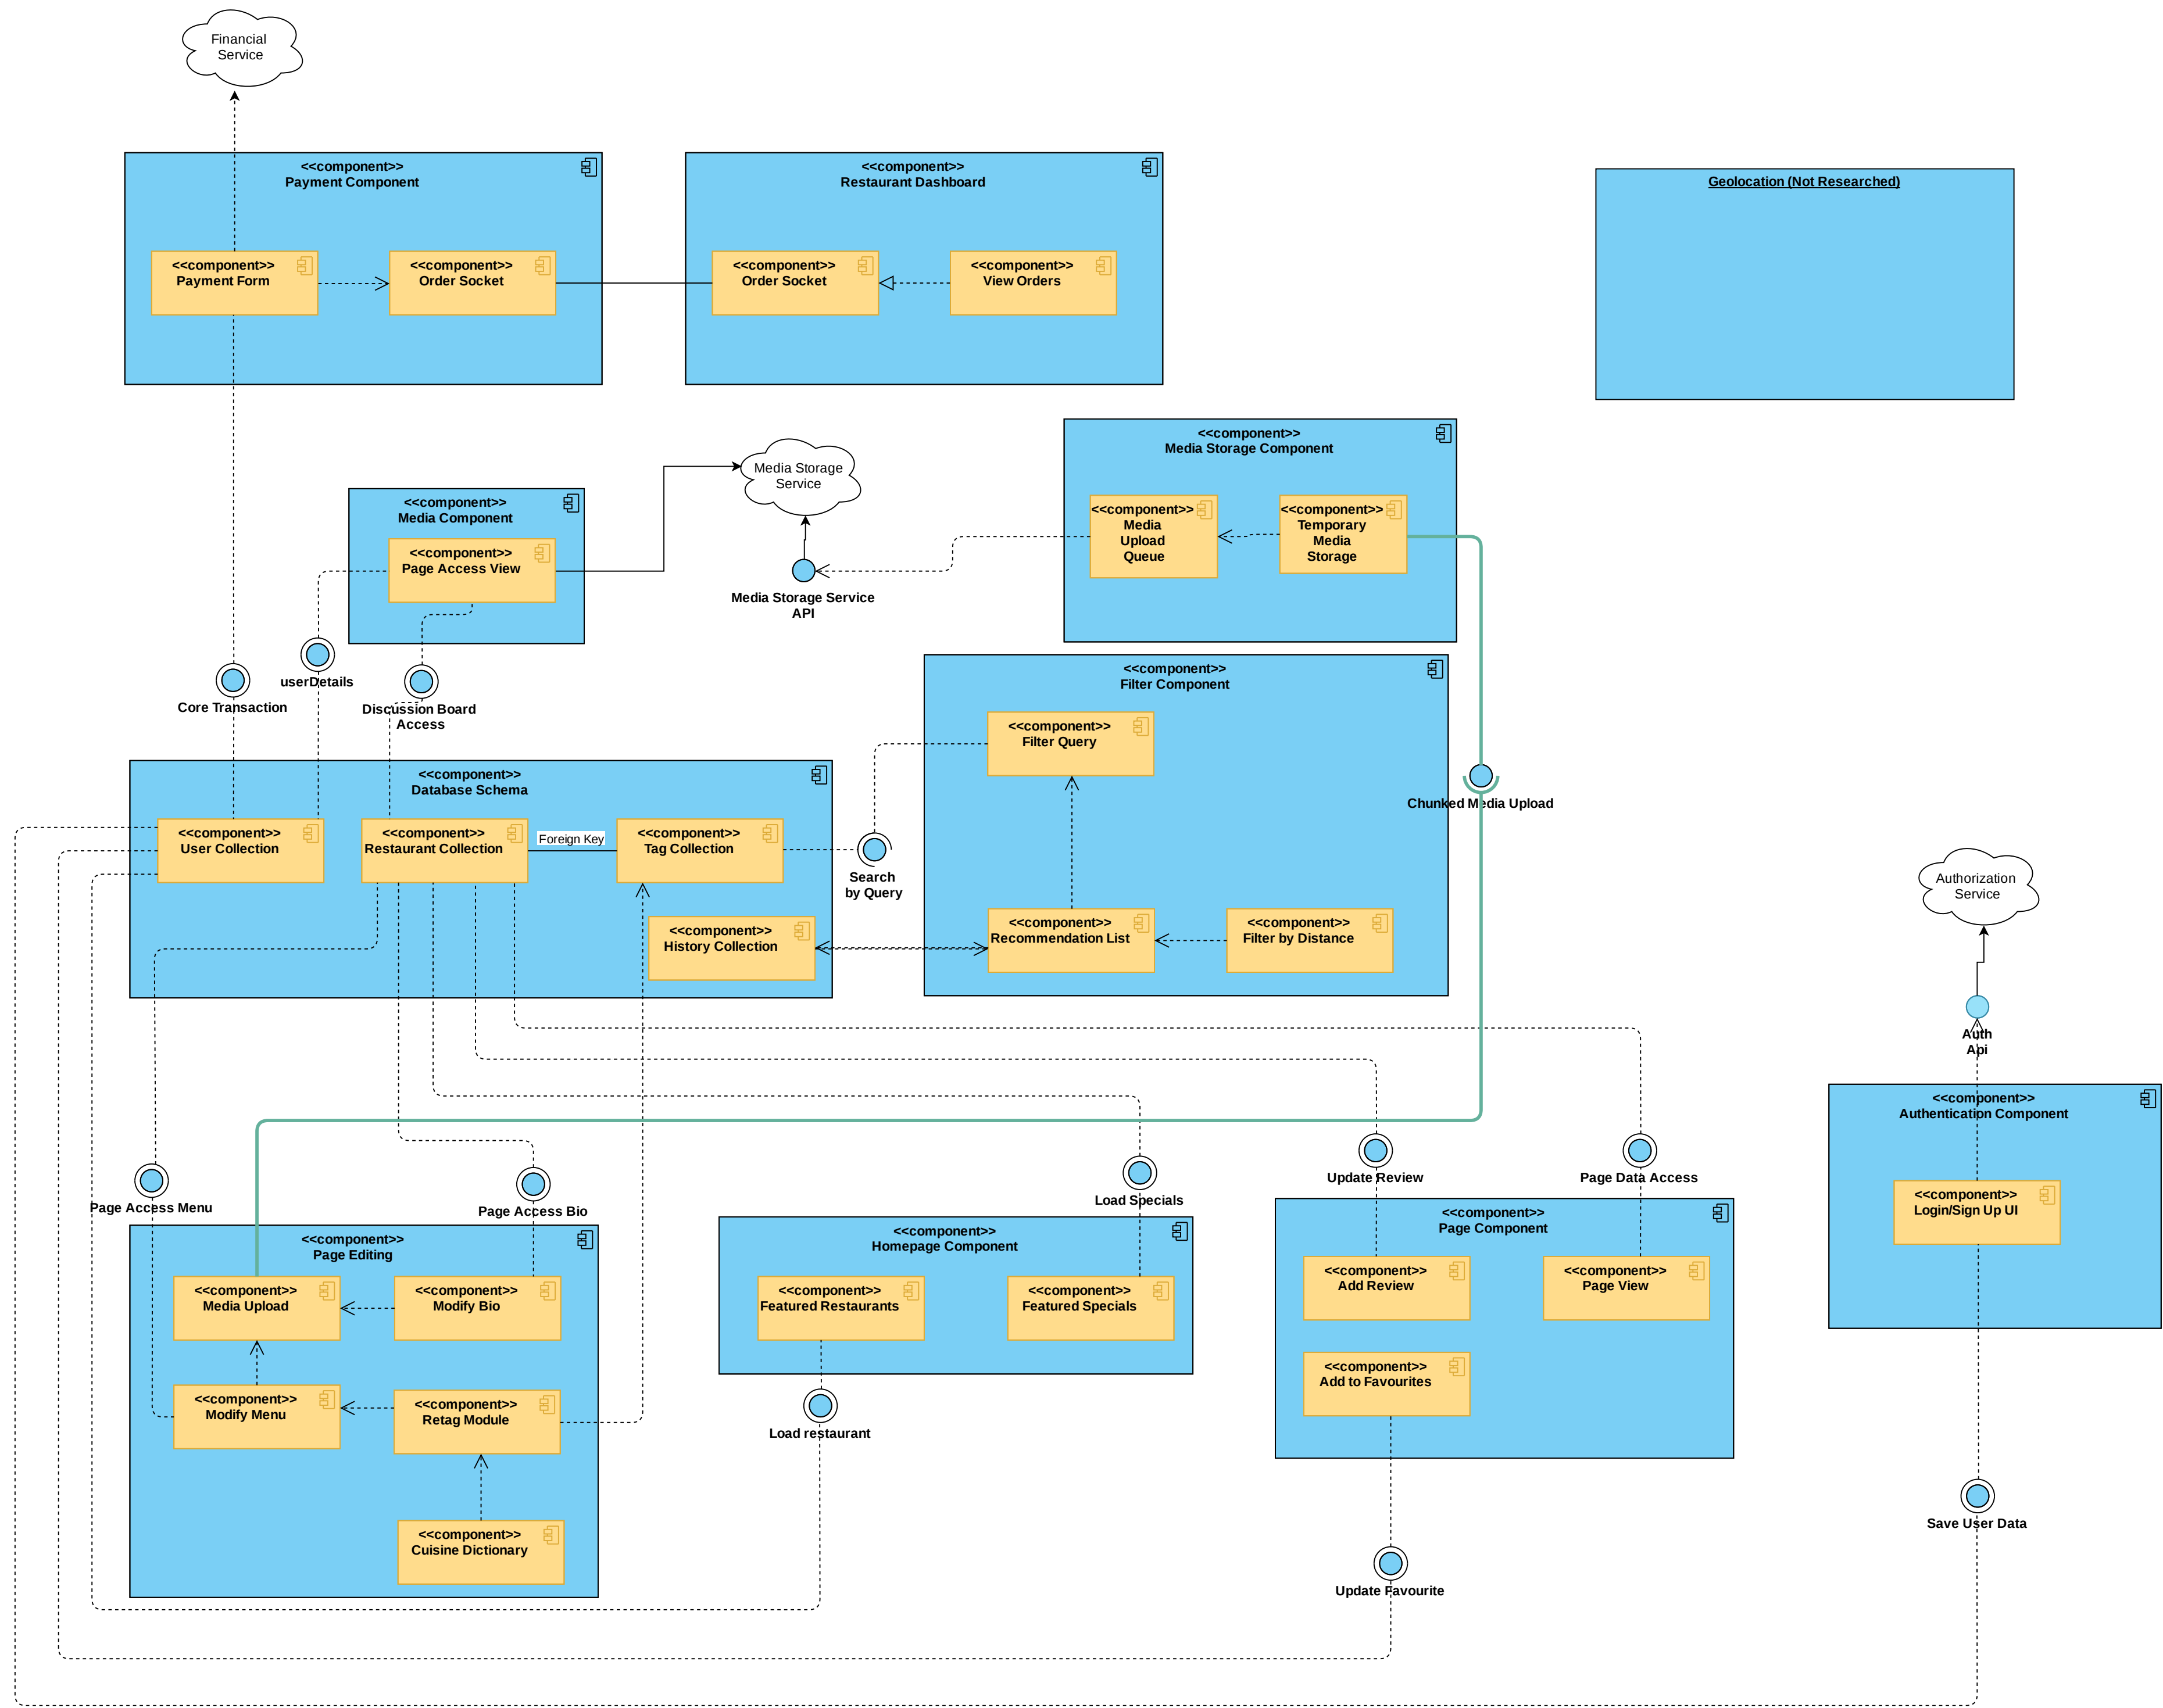 Financial
Service
<<component>>
Payment Component
<<component>>
Payment Form
<<component>>
Order Socket
<<component>>
Restaurant Dashboard
<<component>>
Order Socket
<<component>>
View Orders
Geolocation (Not Researched)
<<component>>
Media Component
<<component>>
Page Access View
Media Storage
Service
Media Storage Service
API
<<component>>
Media Storage Component
<<component>>
Media
Upload
Queue
<<component>>
Temporary
Media
Storage
Core Transaction
userDetails
Discussion Board
Access
<<component>>
Filter Component
<<component>>
Filter Query
<<component>>
Recommendation List
<<component>>
Filter by Distance
Chunked Media Upload
<<component>>
Database Schema
<<component>>
User Collection
<<component>>
Restaurant Collection
Foreign Key
<<component>>
Tag Collection
<<component>>
History Collection
Search
by Query
Authorization
Service
Auth
Api
<<component>>
Authentication Component
<<component>>
Login/Sign Up UI
Save User Data
Page Access Menu
Page Access Bio
Load Specials
Update Review
Page Data Access
<<component>>
Page Editing
<<component>>
Media Upload
<<component>>
Modify Bio
<<component>>
Modify Menu
<<component>>
Retag Module
<<component>>
Cuisine Dictionary
<<component>>
Homepage Component
<<component>>
Featured Restaurants
<<component>>
Featured Specials
Load restaurant
<<component>>
Page Component
<<component>>
Add Review
<<component>>
Page View
<<component>>
Add to Favourites
Update Favourite